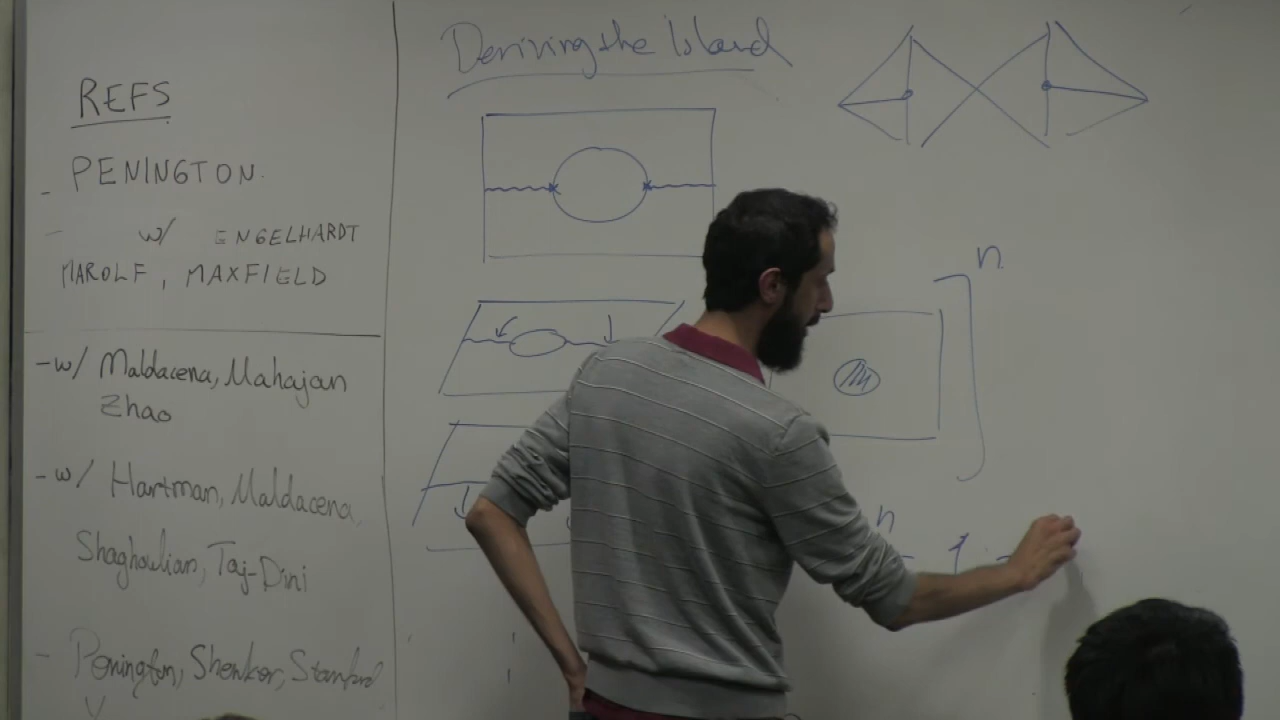 REFS
- PENINGTON.
- w/ ENGELHARDT
MAROLF, MAXFIELD
- w/ Maldacena, Mahajan
Zhao
- w/ Hartman, Maldacena,
Shaghoulian, Taj-Dini
- Penington, Shenker, Stanford
Y
Deriving the Island
n
n